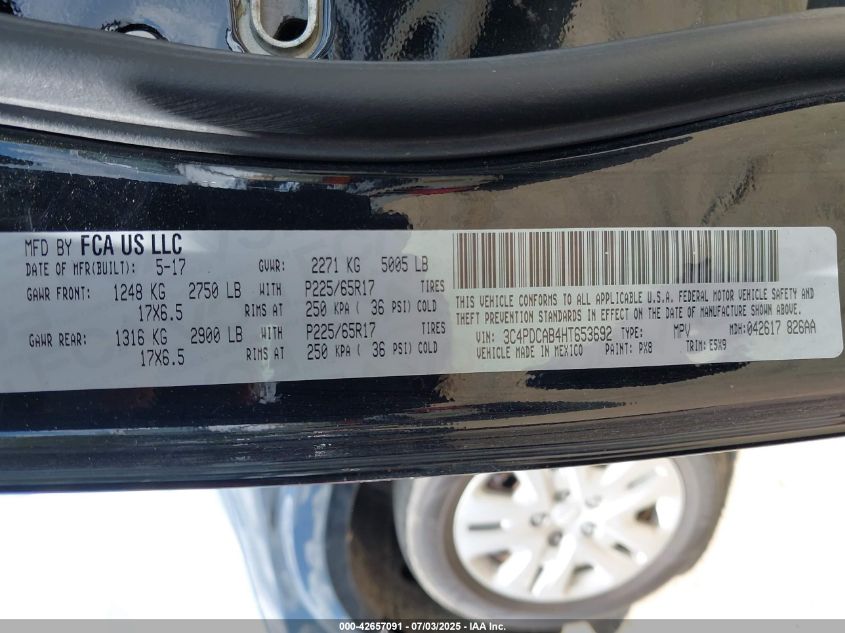 MFD BY FCA US LLC
DATE OF MFR(BUILT): 5-17 GVWR: 2271 KG 5005 LB
GAWR FRONT: 1248 KG 2750 LB WITH P225/65R17 TIRES
17X6.5 RIMS AT 250 KPA ( 36 PSI) COLD
GAWR REAR: 1316 KG 2900 LB WITH P225/65R17 TIRES
17X6.5 RIMS AT 250 KPA ( 36 PSI) COLD
THIS VEHICLE CONFORMS TO ALL APPLICABLE U.S.A. FEDERAL MOTOR VEHICLE SAFETY AND
THEFT PREVENTION STANDARDS IN EFFECT ON THE DATE OF MANUFACTURE SHOWN ABOVE.
VIN: 3C4PDCAB4HT653692 TYPE: MPV MDH: 042617 826AA
VEHICLE MADE IN MEXICO PAINT: PX8 TRIM: E5X9
000-42657091 - 07/03/2025 - IAA, Inc.